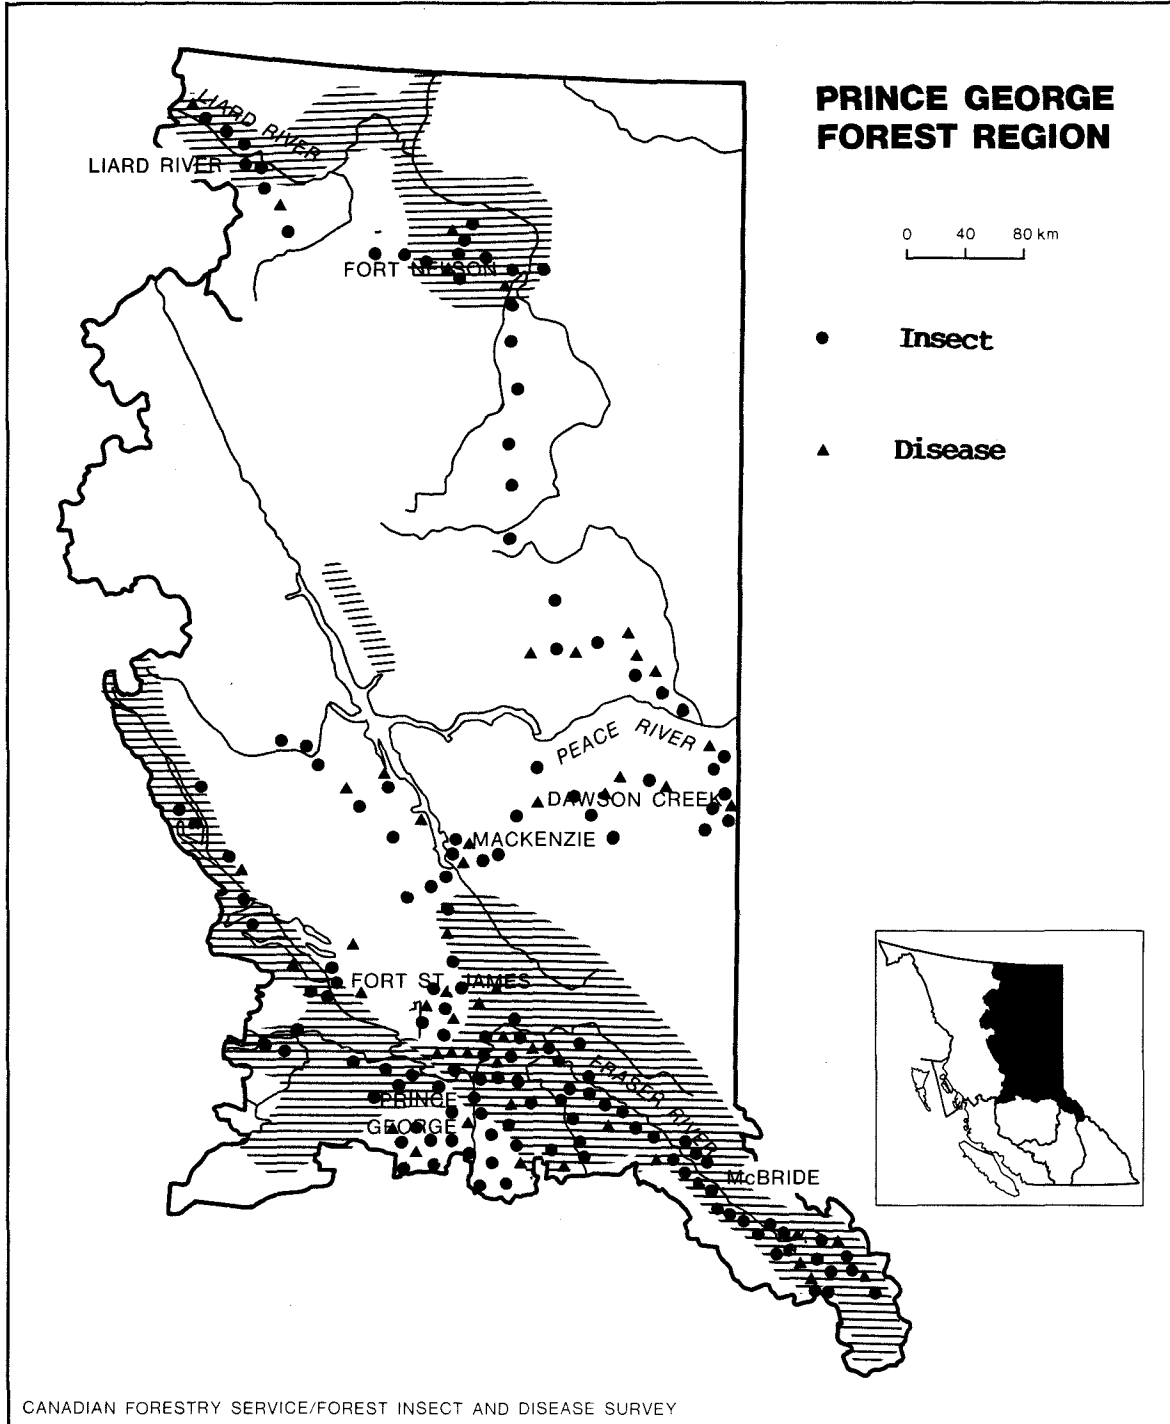 PRINCE GEORGE
FOREST REGION
0 40 80 km
Insect
Disease
LIARD RIVER
LIARD RIVER
FORT NELSON
PEACE RIVER
DAWSON CREEK
MACKENZIE
FORT ST. JAMES
FRASER RIVER
PRINCE
GEORGE
McBRIDE
CANADIAN FORESTRY SERVICE/FOREST INSECT AND DISEASE SURVEY